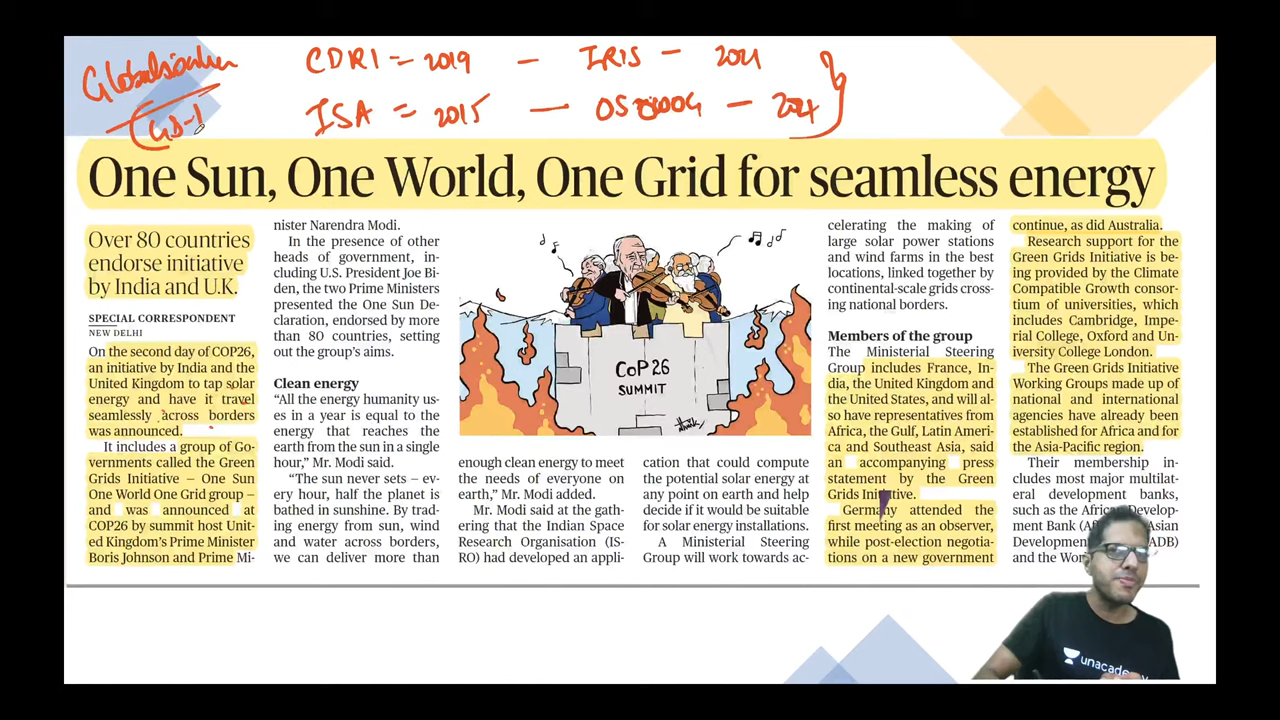 Globalisation
(GS-1
CDRI = 2019 - IRIS - 2021
ISA = 2015 - OSOWOG - 2021
One Sun, One World, One Grid for seamless energy
Over 80 countries
endorse initiative
by India and U.K.
SPECIAL CORRESPONDENT
NEW DELHI
On the second day of COP26,
an initiative by India and the
United Kingdom to tap solar
energy and have it travel
seamlessly across borders
was announced.
It includes a group of Go-
vernments called the Green
Grids Initiative – One Sun
One World One Grid group –
and was announced at
COP26 by summit host Unit-
ed Kingdom's Prime Minister
Boris Johnson and Prime Mi-
nister Narendra Modi.
In the presence of other
heads of government, in-
cluding U.S. President Joe Bi-
den, the two Prime Ministers
presented the One Sun De-
claration, endorsed by more
than 80 countries, setting
out the group's aims.
Clean energy
“All the energy humanity us-
es in a year is equal to the
energy that reaches the
earth from the sun in a single
hour,” Mr. Modi said.
“The sun never sets – ev-
ery hour, half the planet is
bathed in sunshine. By trad-
ing energy from sun, wind
and water across borders,
we can deliver more than
CoP 26
SUMMIT
enough clean energy to meet
the needs of everyone on
earth,” Mr. Modi added.
Mr. Modi said at the gath-
ering that the Indian Space
Research Organisation (IS-
RO) had developed an appli-
cation that could compute
the potential solar energy at
any point on earth and help
decide if it would be suitable
for solar energy installations.
A Ministerial Steering
Group will work towards ac-
celerating the making of
large solar power stations
and wind farms in the best
locations, linked together by
continental-scale grids cross-
ing national borders.
Members of the group
The Ministerial Steering
Group includes France, In-
dia, the United Kingdom and
the United States, and will al-
so have representatives from
Africa, the Gulf, Latin Ameri-
ca and Southeast Asia, said
an accompanying press
statement by the Green
Grids Initiative.
Germany attended the
first meeting as an observer,
while post-election negotia-
tions on a new government
continue, as did Australia.
Research support for the
Green Grids Initiative is be-
ing provided by the Climate
Compatible Growth consor-
tium of universities, which
includes Cambridge, Impe-
rial College, Oxford and Un-
iversity College London.
The Green Grids Initiative
Working Groups made up of
national and international
agencies have already been
established for Africa and for
the Asia-Pacific region.
Their membership in-
cludes most major multilat-
eral development banks,
such as the African Develop-
ment Bank Asian
Developmen ADB)
and the
unacademy